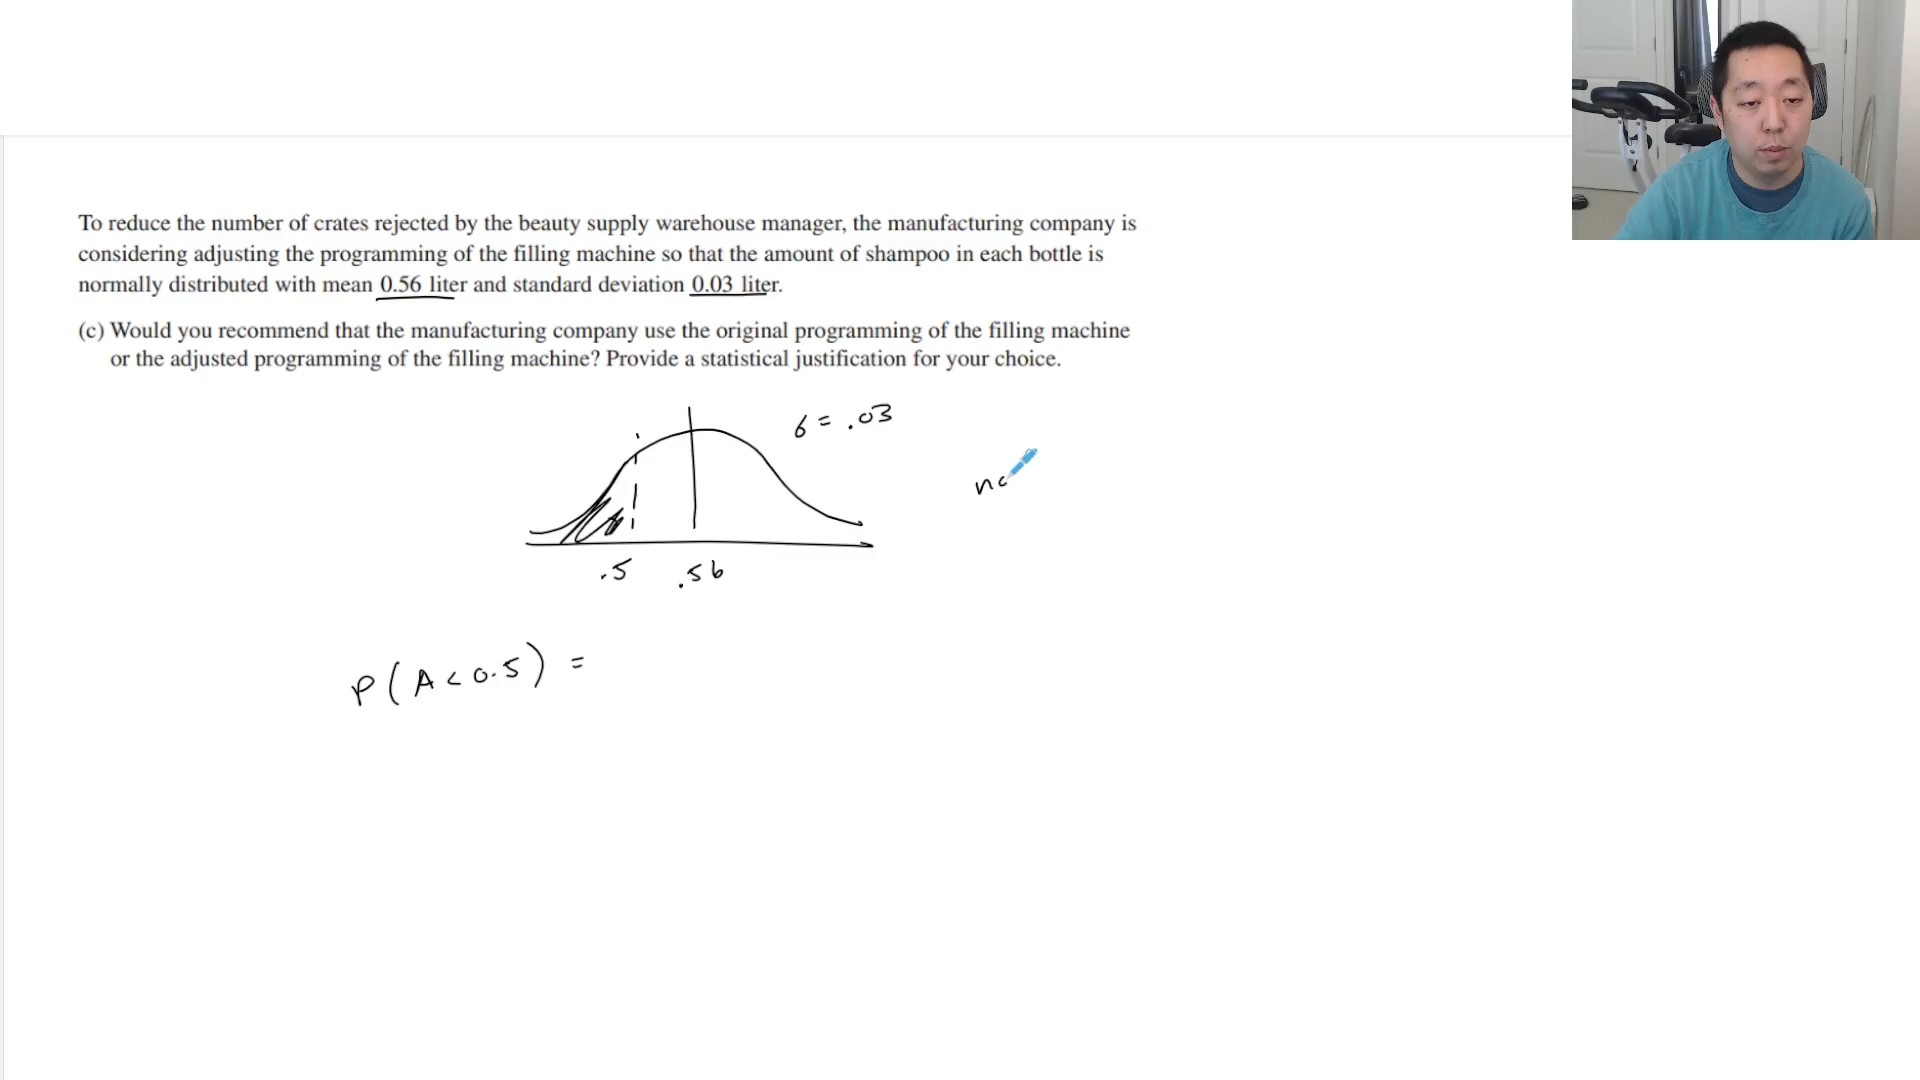 To reduce the number of crates rejected by the beauty supply warehouse manager, the manufacturing company is
considering adjusting the programming of the filling machine so that the amount of shampoo in each bottle is
normally distributed with mean 0.56 liter and standard deviation 0.03 liter.
(c) Would you recommend that the manufacturing company use the original programming of the filling machine
or the adjusted programming of the filling machine? Provide a statistical justification for your choice.
σ = .03
no
.5 .56
P(A < 0.5) =